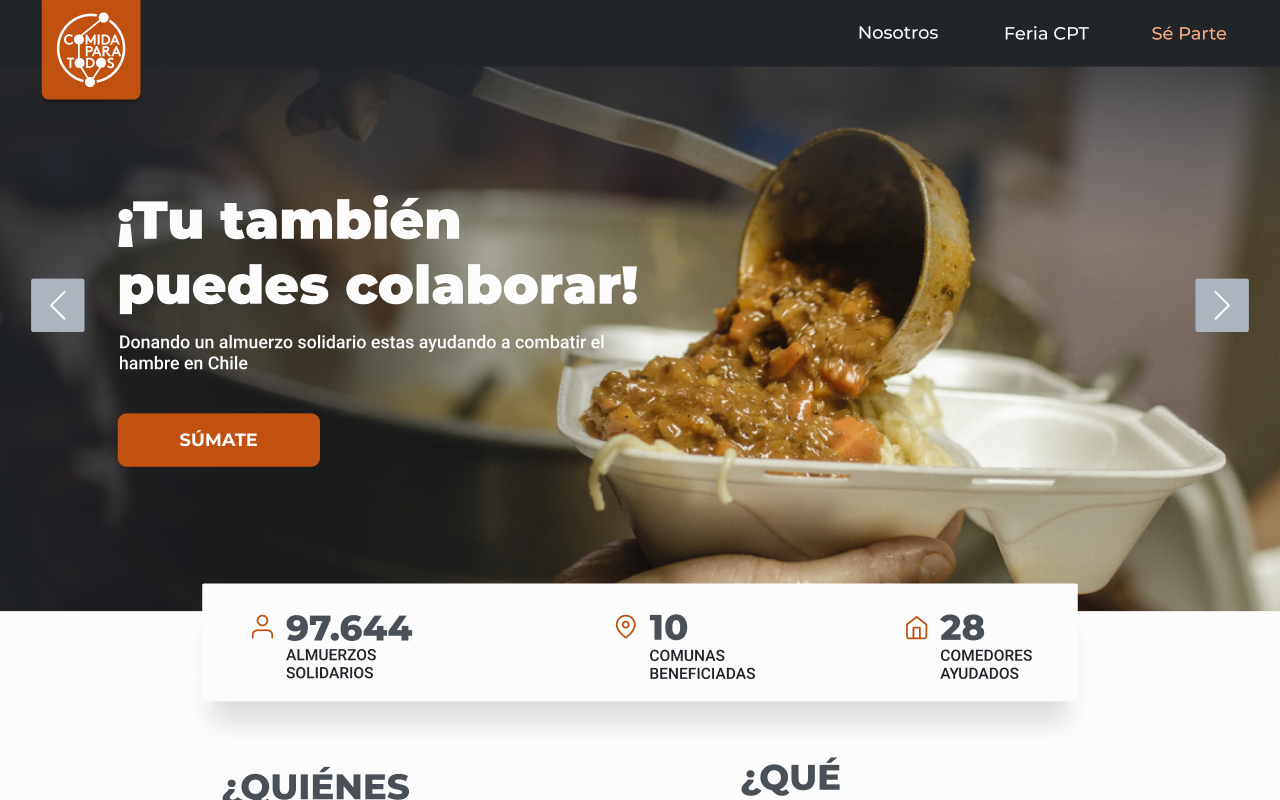 COMIDA
PARA
TODOS
Nosotros
Feria CPT
Sé Parte
¡Tu también
puedes colaborar!
Donando un almuerzo solidario estas ayudando a combatir el
hambre en Chile
SÚMATE
97.644
ALMUERZOS
SOLIDARIOS
10
COMUNAS
BENEFICIADAS
28
COMEDORES
AYUDADOS
¿QUIÉNES
¿QUÉ